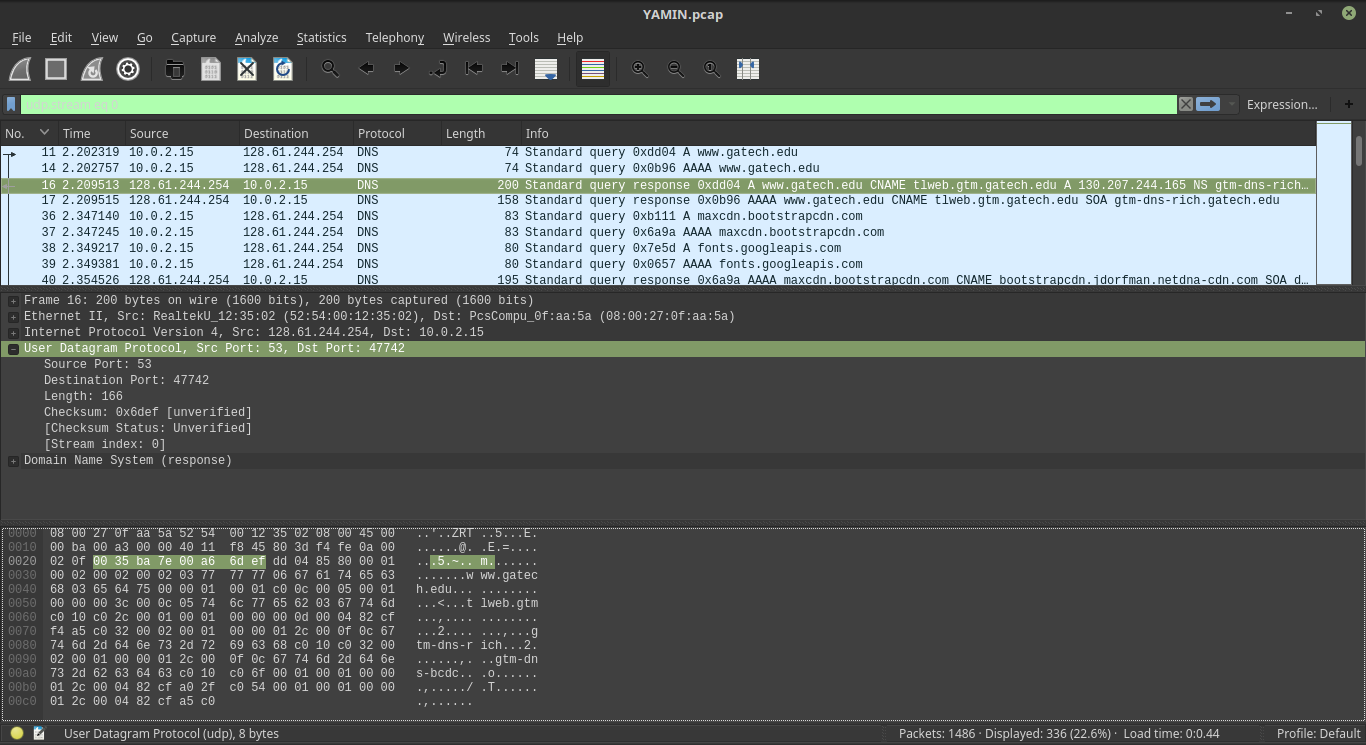 YAMIN.pcap
File Edit View Go Capture Analyze Statistics Telephony Wireless Tools Help
udp.stream eq 0 Expression... +
No. Time Source Destination Protocol Length Info
11 2.202319 10.0.2.15 128.61.244.254 DNS 74 Standard query 0xdd04 A www.gatech.edu
14 2.202757 10.0.2.15 128.61.244.254 DNS 74 Standard query 0x0b96 AAAA www.gatech.edu
16 2.209513 128.61.244.254 10.0.2.15 DNS 200 Standard query response 0xdd04 A www.gatech.edu CNAME tlweb.gtm.gatech.edu A 130.207.244.165 NS gtm-dns-rich…
17 2.209515 128.61.244.254 10.0.2.15 DNS 158 Standard query response 0x0b96 AAAA www.gatech.edu CNAME tlweb.gtm.gatech.edu SOA gtm-dns-rich.gatech.edu
36 2.347140 10.0.2.15 128.61.244.254 DNS 83 Standard query 0xb111 A maxcdn.bootstrapcdn.com
37 2.347245 10.0.2.15 128.61.244.254 DNS 83 Standard query 0x6a9a AAAA maxcdn.bootstrapcdn.com
38 2.349217 10.0.2.15 128.61.244.254 DNS 80 Standard query 0x7e5d A fonts.googleapis.com
39 2.349381 10.0.2.15 128.61.244.254 DNS 80 Standard query 0x0657 AAAA fonts.googleapis.com
40 2.354526 128.61.244.254 10.0.2.15 DNS 195 Standard query response 0x6a9a AAAA maxcdn.bootstrapcdn.com CNAME bootstrapcdn.jdorfman.netdna-cdn.com SOA d…
Frame 16: 200 bytes on wire (1600 bits), 200 bytes captured (1600 bits)
Ethernet II, Src: RealtekU_12:35:02 (52:54:00:12:35:02), Dst: PcsCompu_0f:aa:5a (08:00:27:0f:aa:5a)
Internet Protocol Version 4, Src: 128.61.244.254, Dst: 10.0.2.15
User Datagram Protocol, Src Port: 53, Dst Port: 47742
Source Port: 53
Destination Port: 47742
Length: 166
Checksum: 0x6def [unverified]
[Checksum Status: Unverified]
[Stream index: 0]
Domain Name System (response)
0000 08 00 27 0f aa 5a 52 54 00 12 35 02 08 00 45 00 ..'..ZRT ..5...E.
0010 00 ba 00 a3 00 00 40 11 f8 45 80 3d f4 fe 0a 00 ......@. .E.=....
0020 02 0f 00 35 ba 7e 00 a6 6d ef dd 04 85 80 00 01 ...5.~.. m.......
0030 00 02 00 02 00 02 03 77 77 77 06 67 61 74 65 63 .......w ww.gatec
0040 68 03 65 64 75 00 00 01 00 01 c0 0c 00 05 00 01 h.edu... ........
0050 00 00 00 3c 00 0c 05 74 6c 77 65 62 03 67 74 6d ...<...t lweb.gtm
0060 c0 10 c0 2c 00 01 00 01 00 00 00 0d 00 04 82 cf ...,.... ........
0070 f4 a5 c0 32 00 02 00 01 00 00 01 2c 00 0f 0c 67 ...2.... ...,...g
0080 74 6d 2d 64 6e 73 2d 72 69 63 68 c0 10 c0 32 00 tm-dns-r ich...2.
0090 02 00 01 00 00 01 2c 00 0f 0c 67 74 6d 2d 64 6e ......,. ..gtm-dn
00a0 73 2d 62 63 64 63 c0 10 c0 6f 00 01 00 01 00 00 s-bcdc.. .o......
00b0 01 2c 00 04 82 cf a0 2f c0 54 00 01 00 01 00 00 .,...../ .T......
00c0 01 2c 00 04 82 cf a5 c0 .,......
User Datagram Protocol (udp), 8 bytes Packets: 1486 · Displayed: 336 (22.6%) · Load time: 0:0.44 Profile: Default